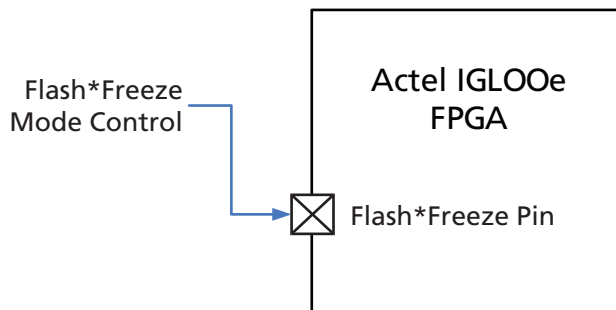 Actel IGLOOe
FPGA
Flash*Freeze
Mode Control
Flash*Freeze Pin